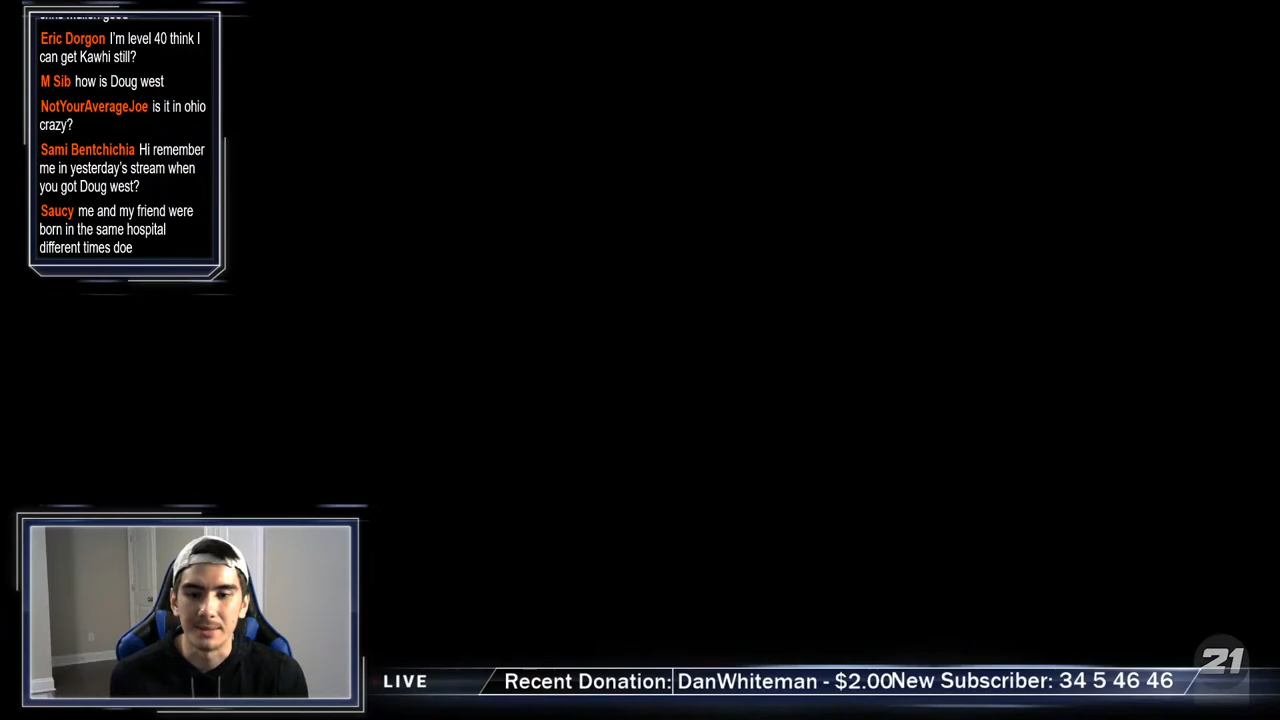 Eric Dorgon I'm level 40 think I
can get Kawhi still?
M Sib how is Doug west
NotYourAverageJoe is it in ohio
crazy?
Sami Bentchichia Hi remember
me in yesterday's stream when
you got Doug west?
Saucy me and my friend were
born in the same hospital
different times doe
LIVE Recent Donation: DanWhiteman - $2.00New Subscriber: 34 5 46 46
21